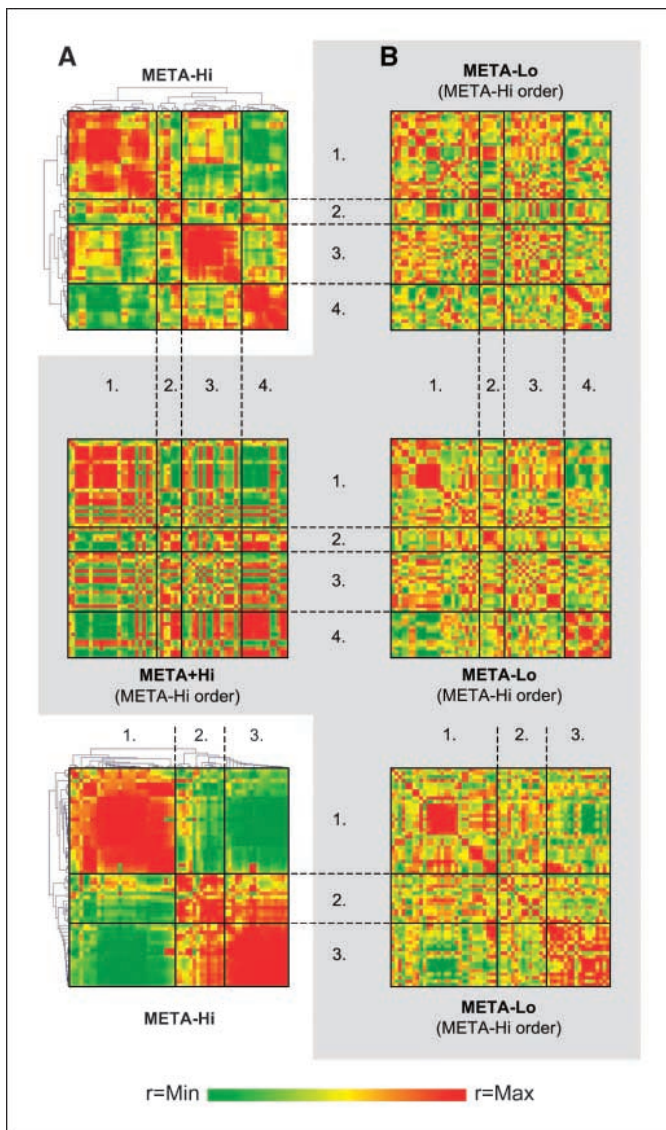 A
META-Hi
B
META-Lo
(META-Hi order)
1.
2.
3.
4.
1. 2. 3. 4.
1. 2. 3. 4.
1.
2.
3.
4.
META+Hi
(META-Hi order)
META-Lo
(META-Hi order)
1. 2. 3.
1. 2. 3.
1.
2.
3.
META-Hi
META-Lo
(META-Hi order)
r=Min
r=Max